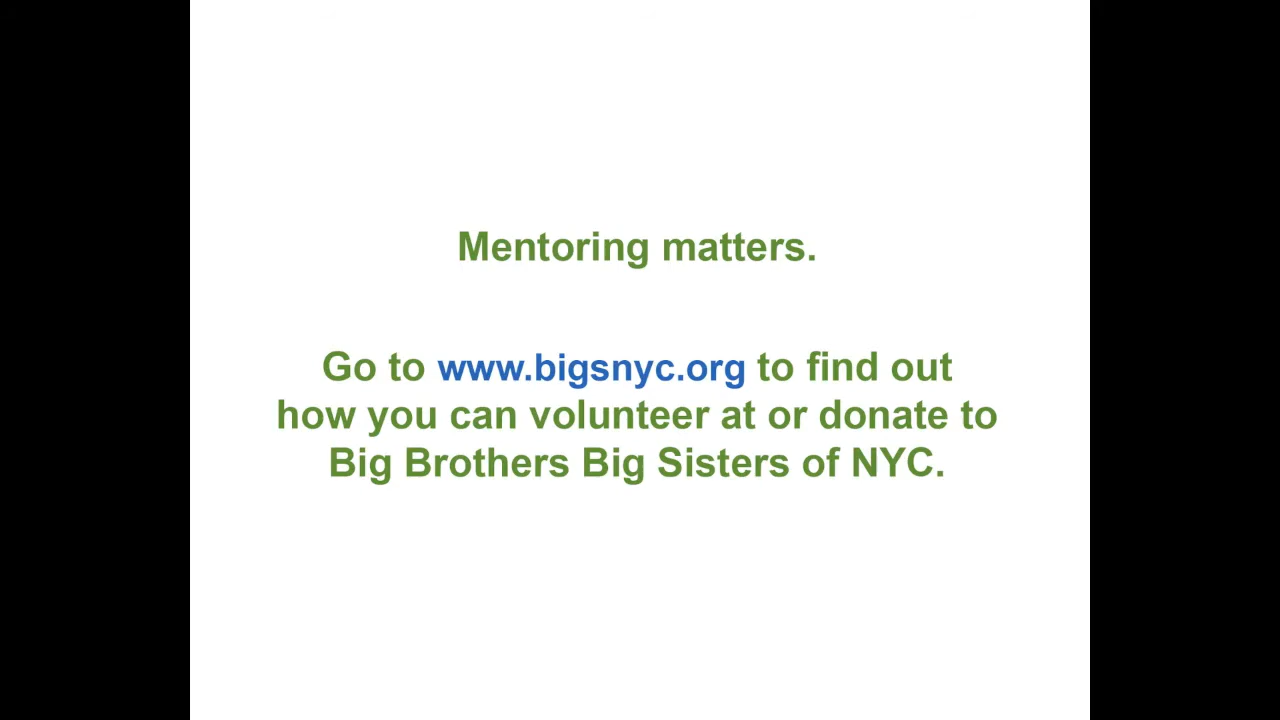 Mentoring matters.
Go to www.bigsnyc.org to find out
how you can volunteer at or donate to
Big Brothers Big Sisters of NYC.